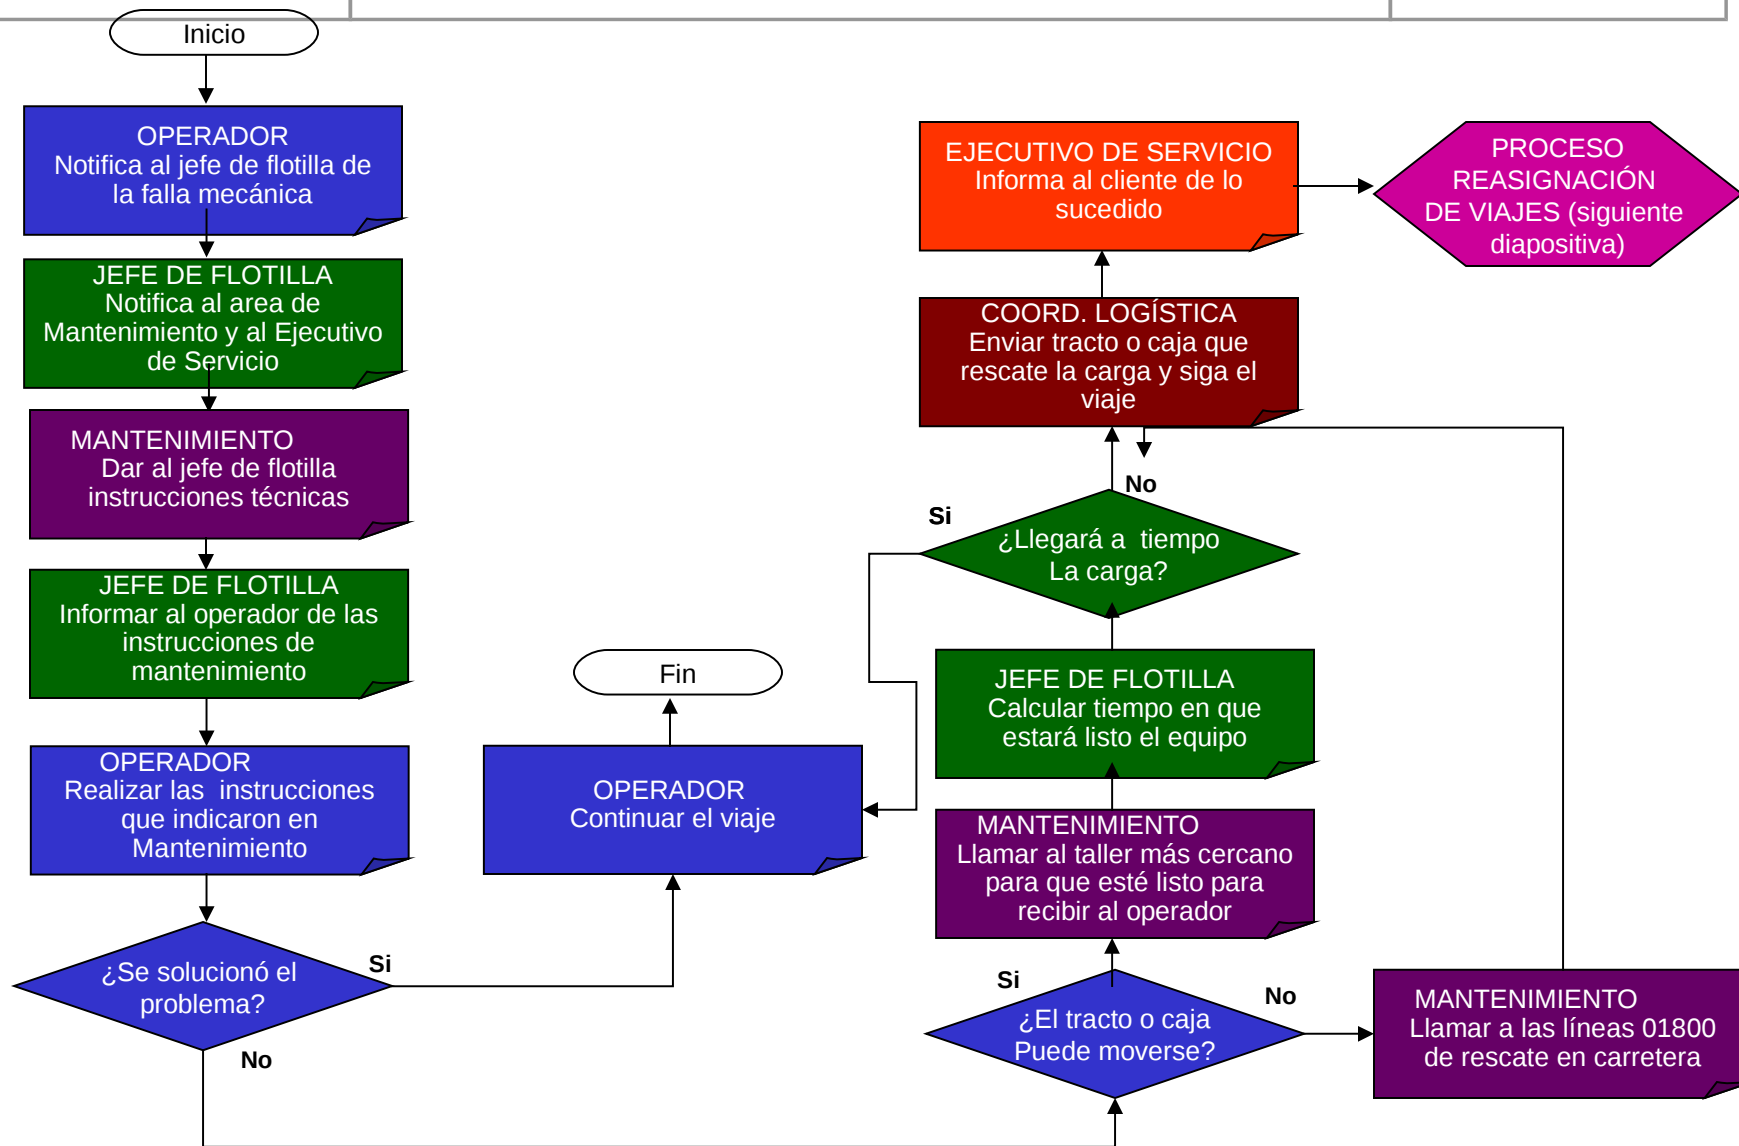 Inicio
OPERADOR
Notifica al jefe de flotilla de
la falla mecánica
JEFE DE FLOTILLA
Notifica al area de
Mantenimiento y al Ejecutivo
de Servicio
MANTENIMIENTO
Dar al jefe de flotilla
instrucciones técnicas
JEFE DE FLOTILLA
Informar al operador de las
instrucciones de
mantenimiento
OPERADOR
Realizar las  instrucciones
que indicaron en
Mantenimiento
¿Se solucionó el
problema?
Si
No
Fin
OPERADOR
Continuar el viaje
EJECUTIVO DE SERVICIO
Informa al cliente de lo
sucedido
PROCESO
REASIGNACIÓN
DE VIAJES (siguiente
diapositiva)
COORD. LOGÍSTICA
Enviar tracto o caja que
rescate la carga y siga el
viaje
No
Si
¿Llegará a  tiempo
La carga?
JEFE DE FLOTILLA
Calcular tiempo en que
estará listo el equipo
MANTENIMIENTO
Llamar al taller más cercano
para que esté listo para
recibir al operador
Si
No
¿El tracto o caja
Puede moverse?
MANTENIMIENTO
Llamar a las líneas 01800
de rescate en carretera